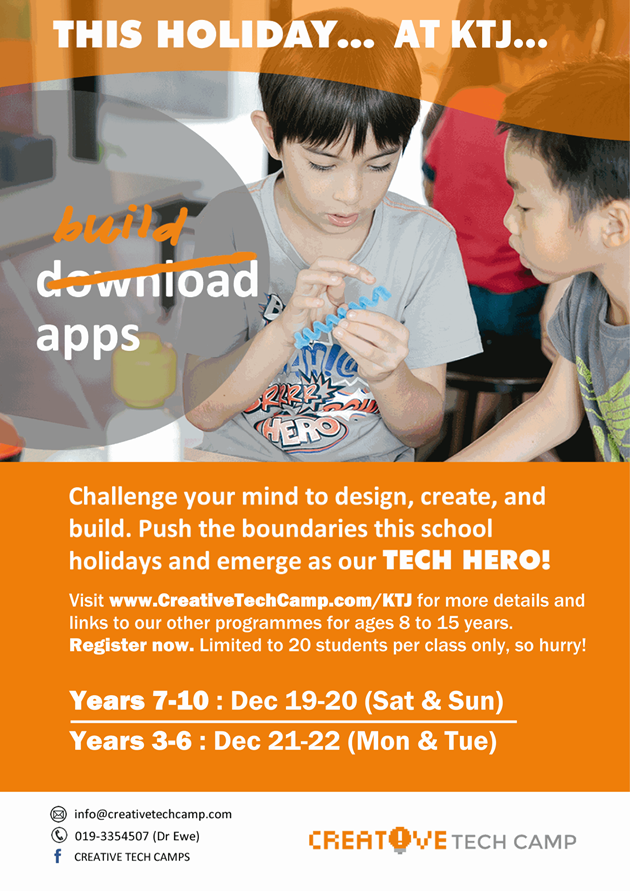 THIS HOLIDAY... AT KTJ...
build
download
apps
HERO
Challenge your mind to design, create, and
build. Push the boundaries this school
holidays and emerge as our TECH HERO!
Visit www.CreativeTechCamp.com/KTJ for more details and
links to our other programmes for ages 8 to 15 years.
Register now. Limited to 20 students per class only, so hurry!
Years 7-10 : Dec 19-20 (Sat & Sun)
Years 3-6 : Dec 21-22 (Mon & Tue)
info@creativetechcamp.com
019-3354507 (Dr Ewe)
f CREATIVE TECH CAMPS
CREAT!VE TECH CAMP